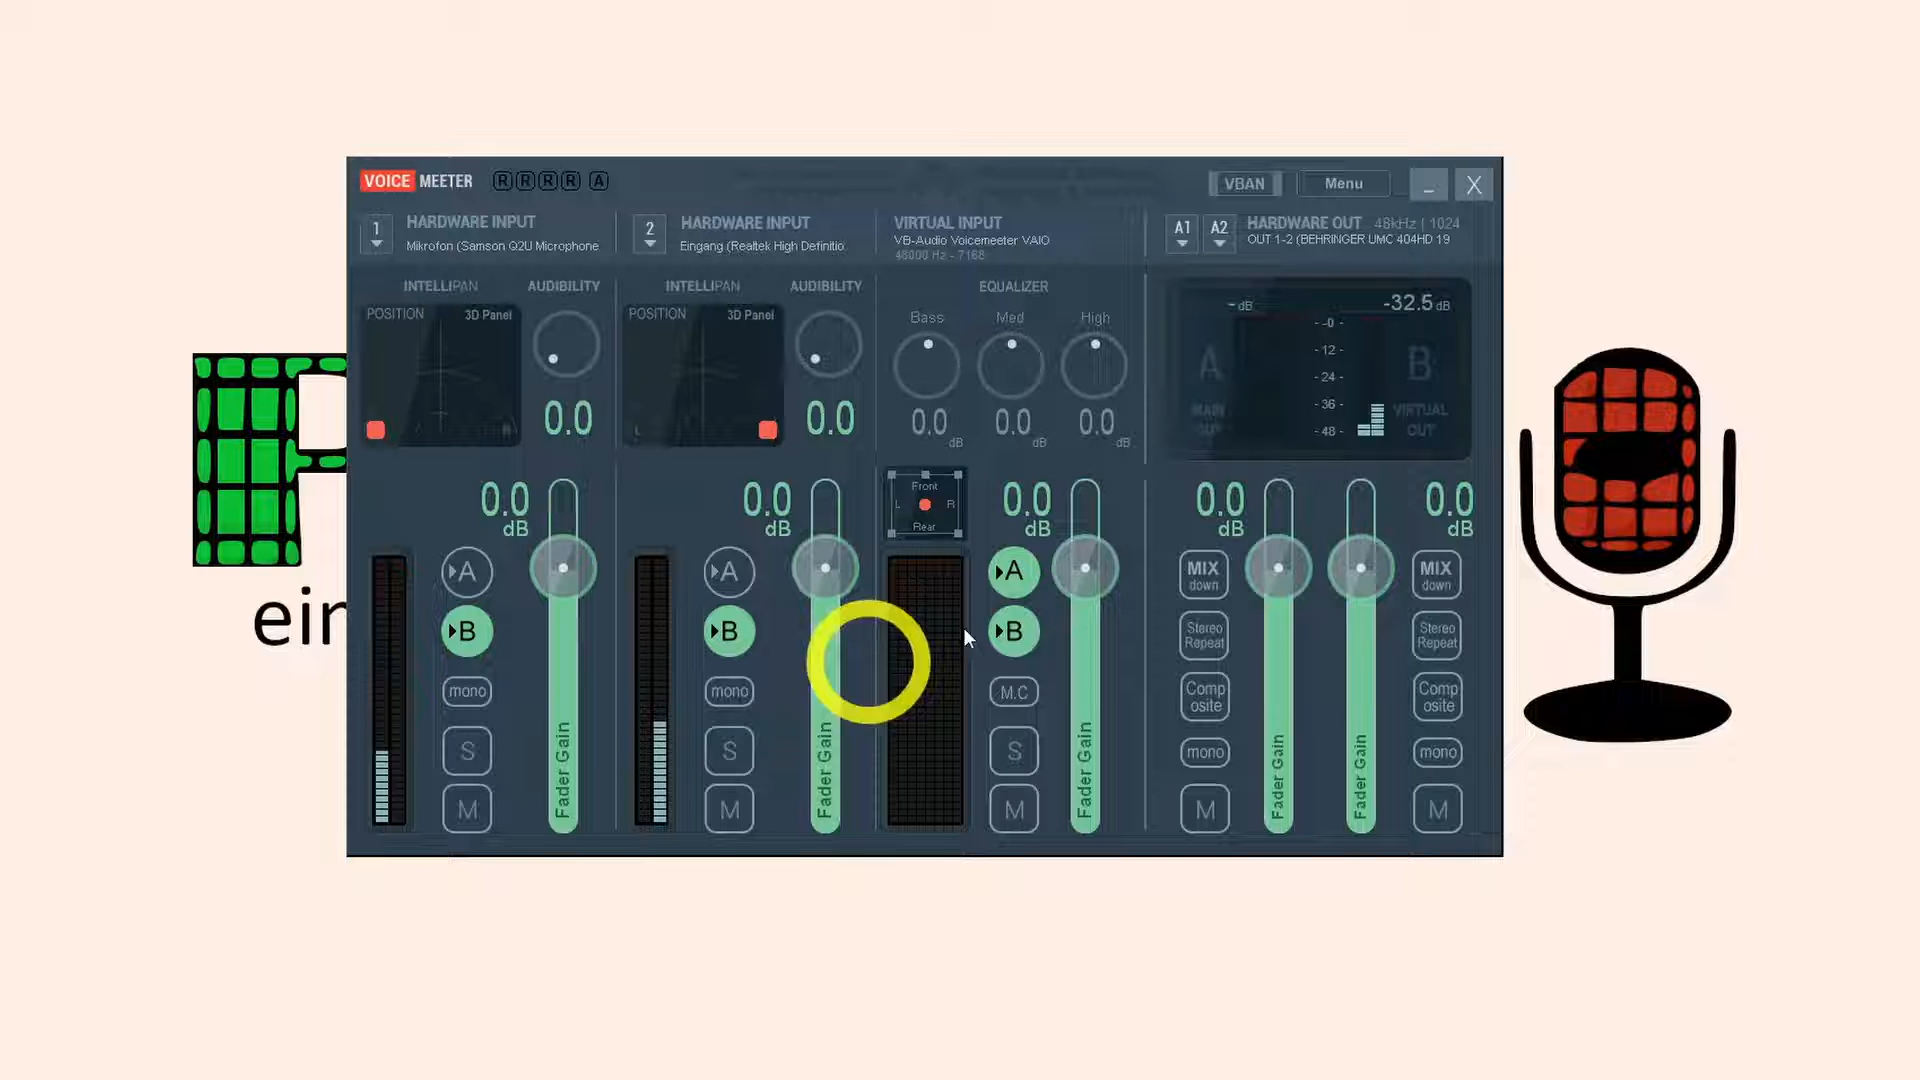 VOICE MEETER R R R R A VBAN Menu _ X
1 HARDWARE INPUT
Mikrofon (Samson Q2U Microphone
2 HARDWARE INPUT
Eingang (Realtek High Definitio
VIRTUAL INPUT
VB-Audio Voicemeeter VAIO
48000 Hz - 7168
A1 A2 HARDWARE OUT 48kHz | 1024
OUT 1-2 (BEHRINGER UMC 404HD 19
INTELLIPAN AUDIBILITY
POSITION 3D Panel
L R
0.0
INTELLIPAN AUDIBILITY
POSITION 3D Panel
L
0.0
EQUALIZER
Bass Med High
0.0 dB 0.0 dB 0.0 dB
- dB -32.5 dB
- -0 -
- -12 -
- -24 -
- -36 -
- -48 -
A
MAIN OUT
B
VIRTUAL OUT
0.0 dB
A
B
mono
S
M
Fader Gain
0.0 dB
A
B
mono
S
M
Fader Gain
Front
L R
Rear
0.0 dB
A
B
M.C
S
M
Fader Gain
0.0 dB
MIX down
Stereo Repeat
Comp osite
mono
M
Fader Gain
Fader Gain
0.0 dB
MIX down
Stereo Repeat
Comp osite
mono
M